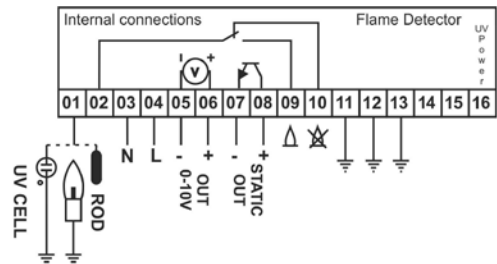 Internal connections
Flame Detector
UV
Power
I
+
V
01 02 03 04 05 06 07 08 09 10 11 12 13 14 15 16
N L - + - +
0-10V
OUT
OUT
STATIC
UV CELL
ROD